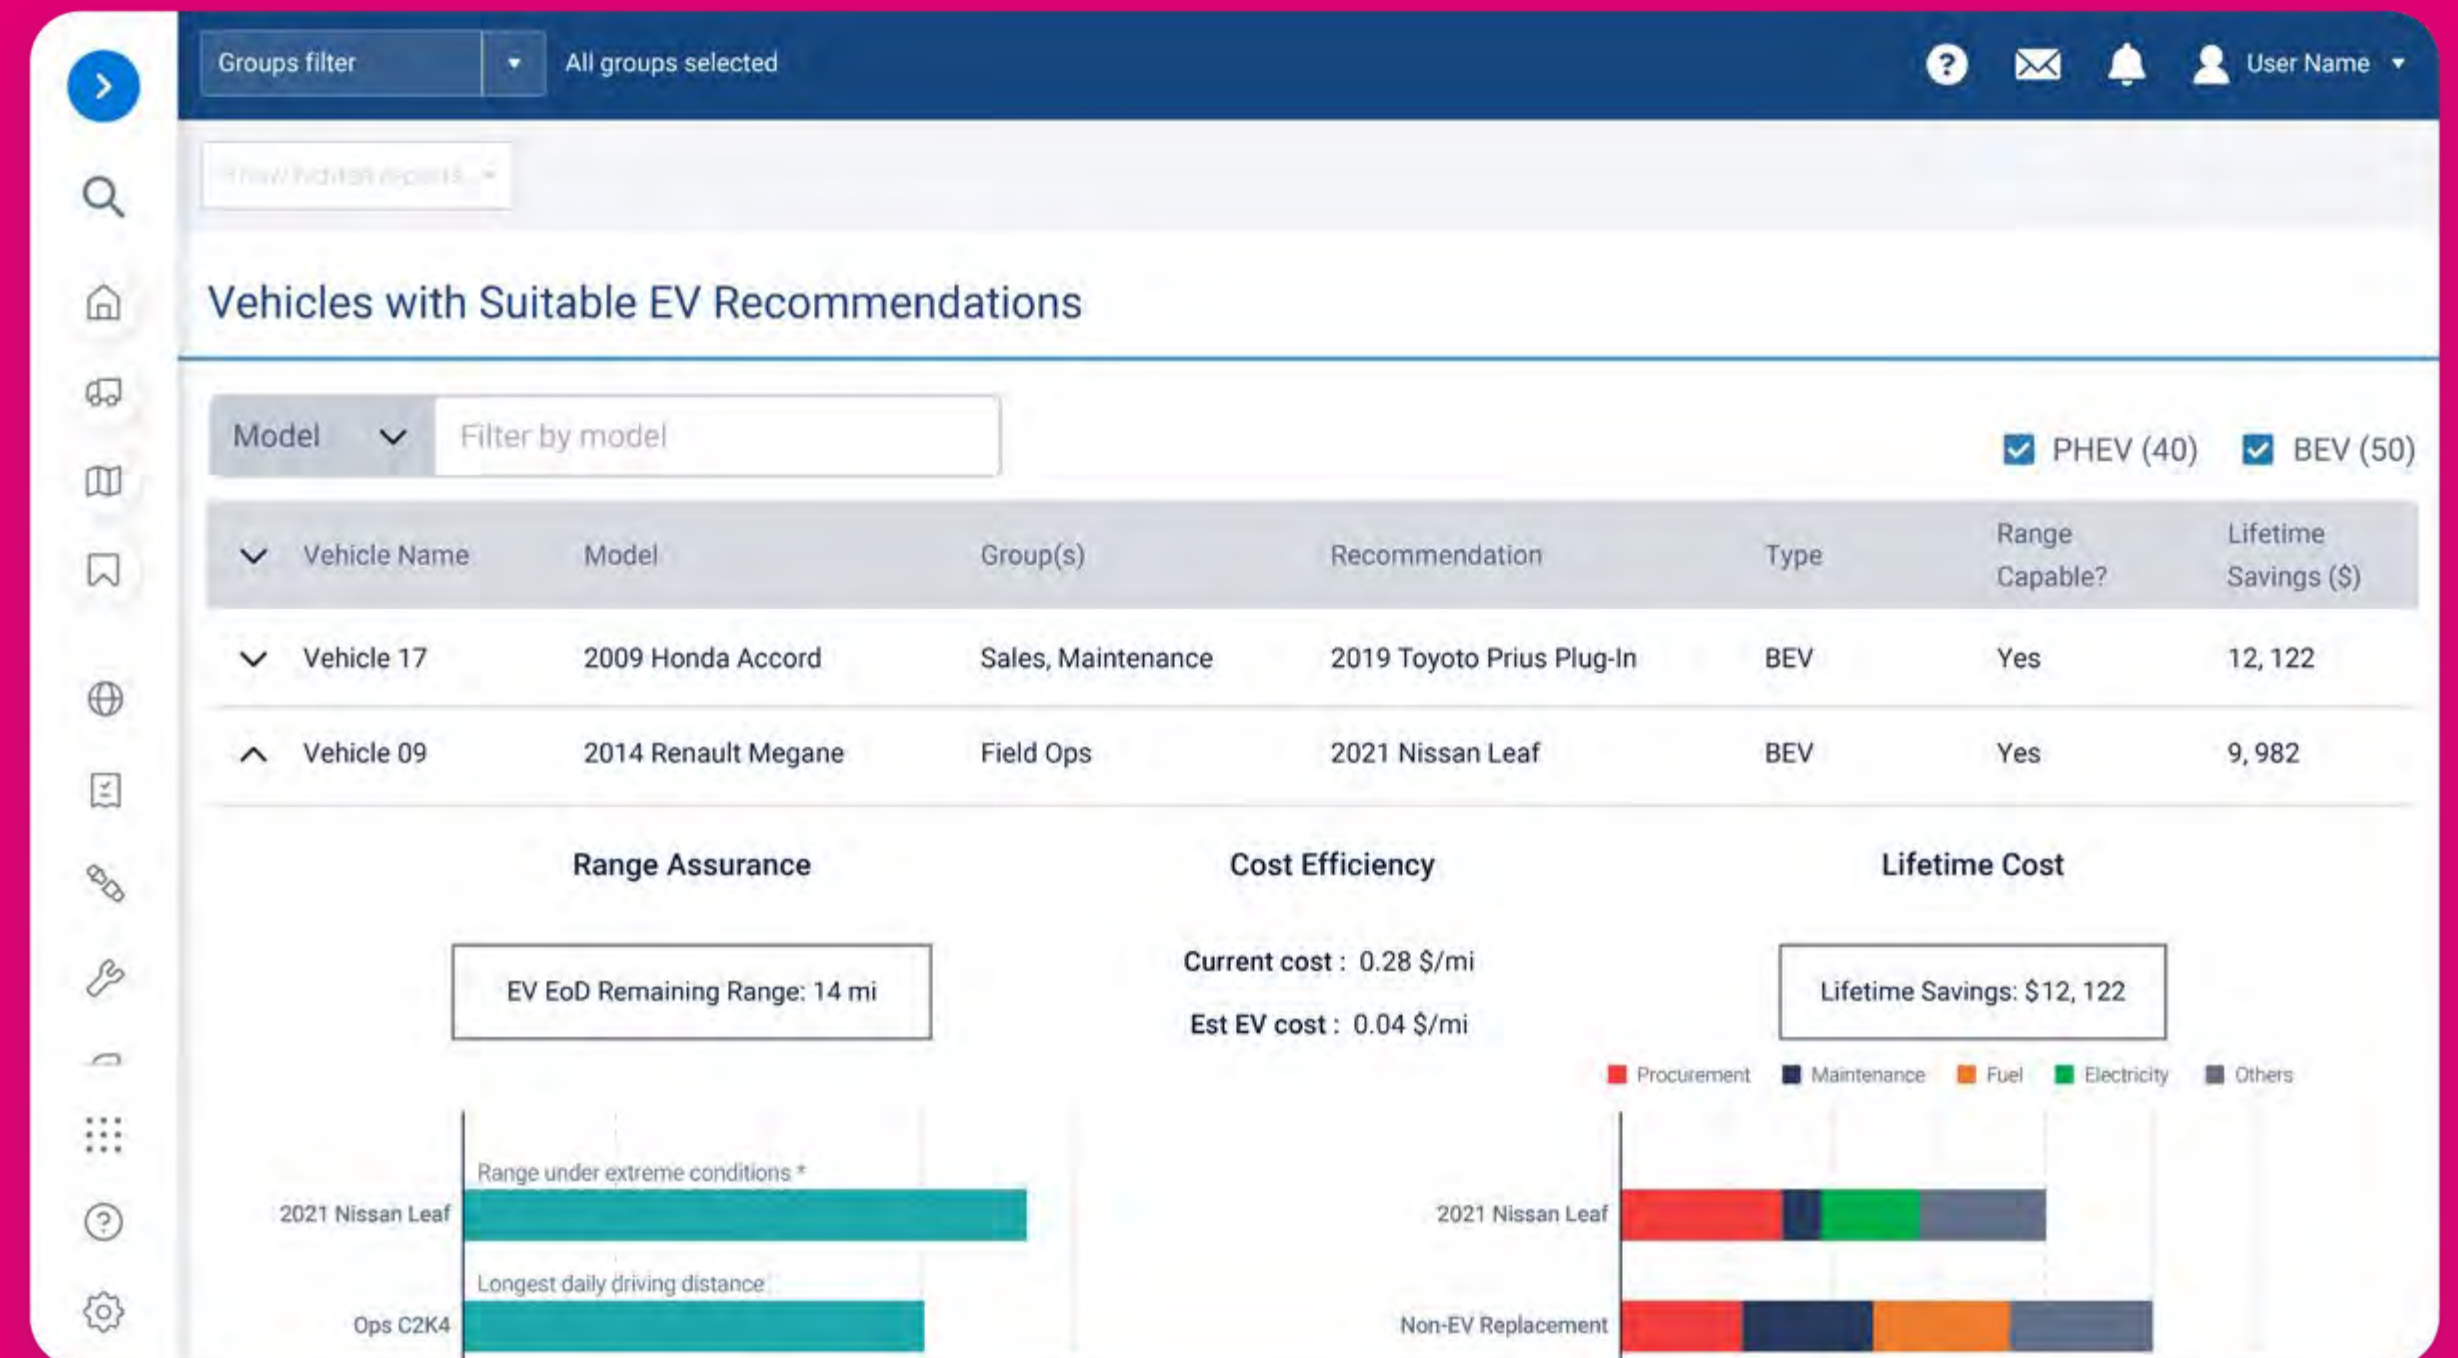 Groups filter All groups selected ? User Name
Vehicles with Suitable EV Recommendations
Model Filter by model PHEV (40) BEV (50)
Vehicle Name Model Group(s) Recommendation Type Range Capable? Lifetime Savings ($)
Vehicle 17 2009 Honda Accord Sales, Maintenance 2019 Toyoto Prius Plug-In BEV Yes 12, 122
Vehicle 09 2014 Renault Megane Field Ops 2021 Nissan Leaf BEV Yes 9, 982
Range Assurance Cost Efficiency Lifetime Cost
EV EoD Remaining Range: 14 mi
Current cost : 0.28 $/mi
Est EV cost : 0.04 $/mi
Lifetime Savings: $12, 122
Procurement Maintenance Fuel Electricity Others
Range under extreme conditions *
2021 Nissan Leaf
Longest daily driving distance
Ops C2K4
2021 Nissan Leaf
Non-EV Replacement